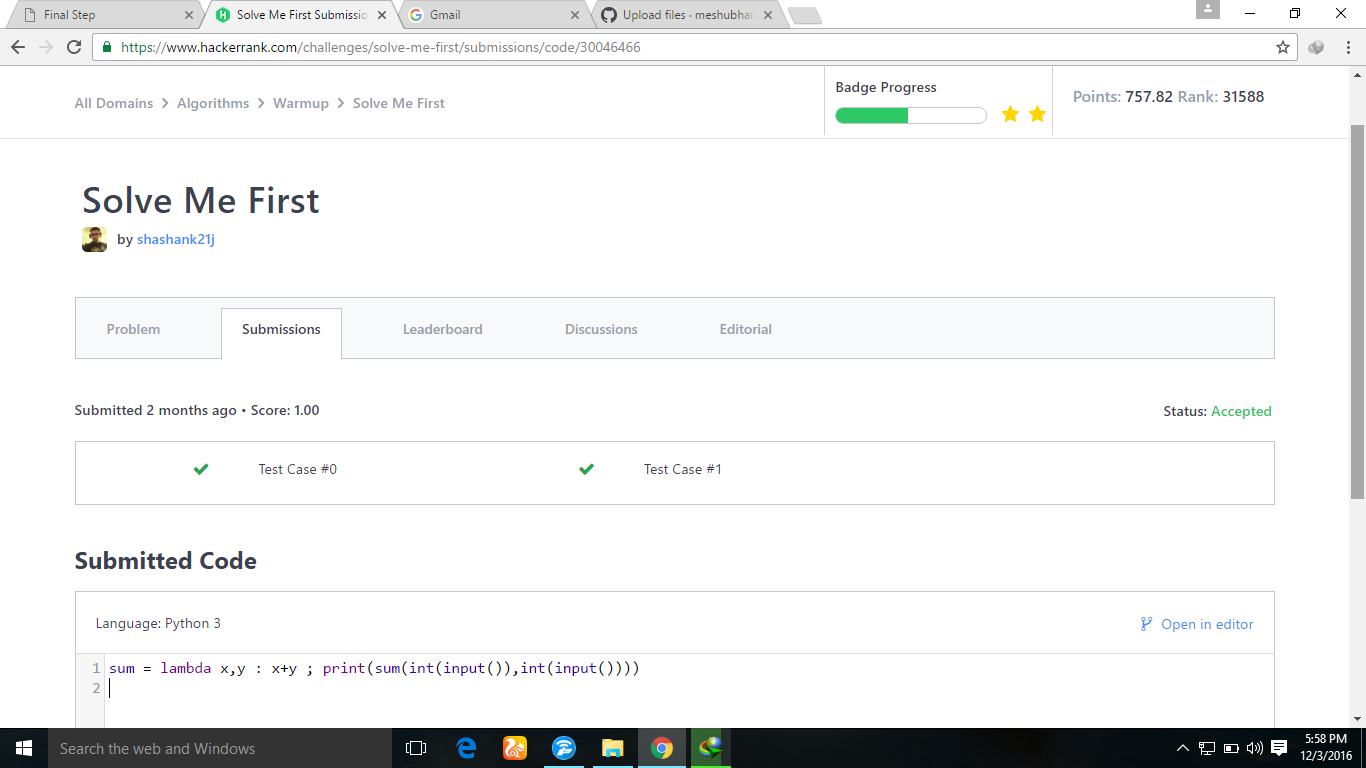 Final Step
Solve Me First Submissio
Gmail
Upload files · meshubhar
https://www.hackerrank.com/challenges/solve-me-first/submissions/code/30046466
All Domains > Algorithms > Warmup > Solve Me First
Badge Progress
Points: 757.82 Rank: 31588
Solve Me First
by shashank21j
Problem
Submissions
Leaderboard
Discussions
Editorial
Submitted 2 months ago • Score: 1.00
Status: Accepted
Test Case #0
Test Case #1
Submitted Code
Language: Python 3
Open in editor
1 sum = lambda x,y : x+y ; print(sum(int(input()),int(input())))
2
Search the web and Windows
5:58 PM
12/3/2016